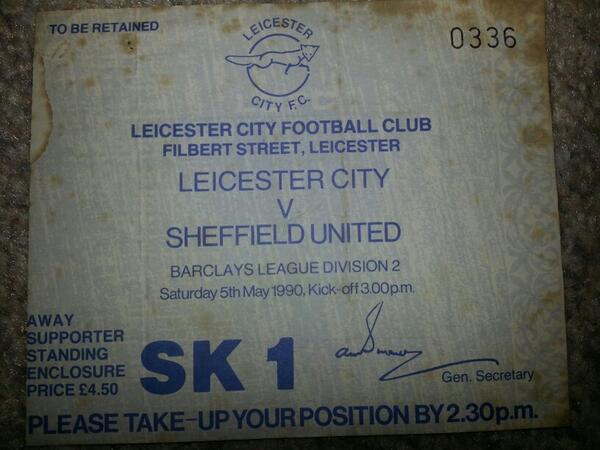 TO BE RETAINED
0336
LEICESTER
CITY F.C.
LEICESTER CITY FOOTBALL CLUB
FILBERT STREET, LEICESTER
LEICESTER CITY
V
SHEFFIELD UNITED
BARCLAYS LEAGUE DIVISION 2
Saturday 5th May 1990, Kick-off 3.00p.m.
AWAY
SUPPORTER
STANDING
ENCLOSURE
PRICE £4.50
SK 1
Gen. Secretary
PLEASE TAKE-UP YOUR POSITION BY 2.30p.m.